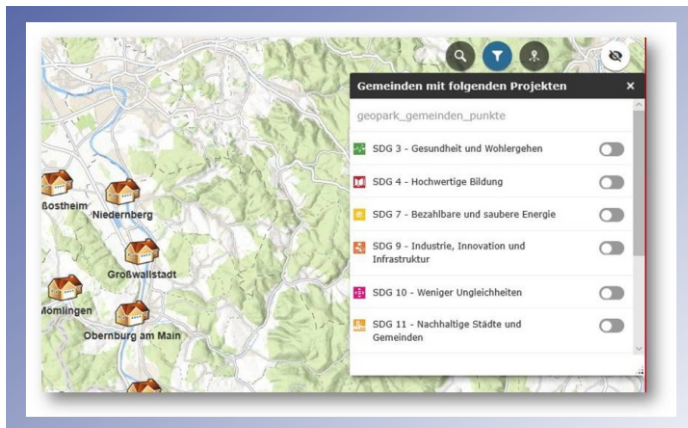 Gemeinden mit folgenden Projekten
geopark_gemeinden_punkte
SDG 3 - Gesundheit und Wohlergehen
SDG 4 - Hochwertige Bildung
SDG 7 - Bezahlbare und saubere Energie
SDG 9 - Industrie, Innovation und
Infrastruktur
SDG 10 - Weniger Ungleichheiten
SDG 11 - Nachhaltige Städte und
Gemeinden
ßostheim
Niedernberg
Großwallstadt
Mömlingen
Obernburg am Main